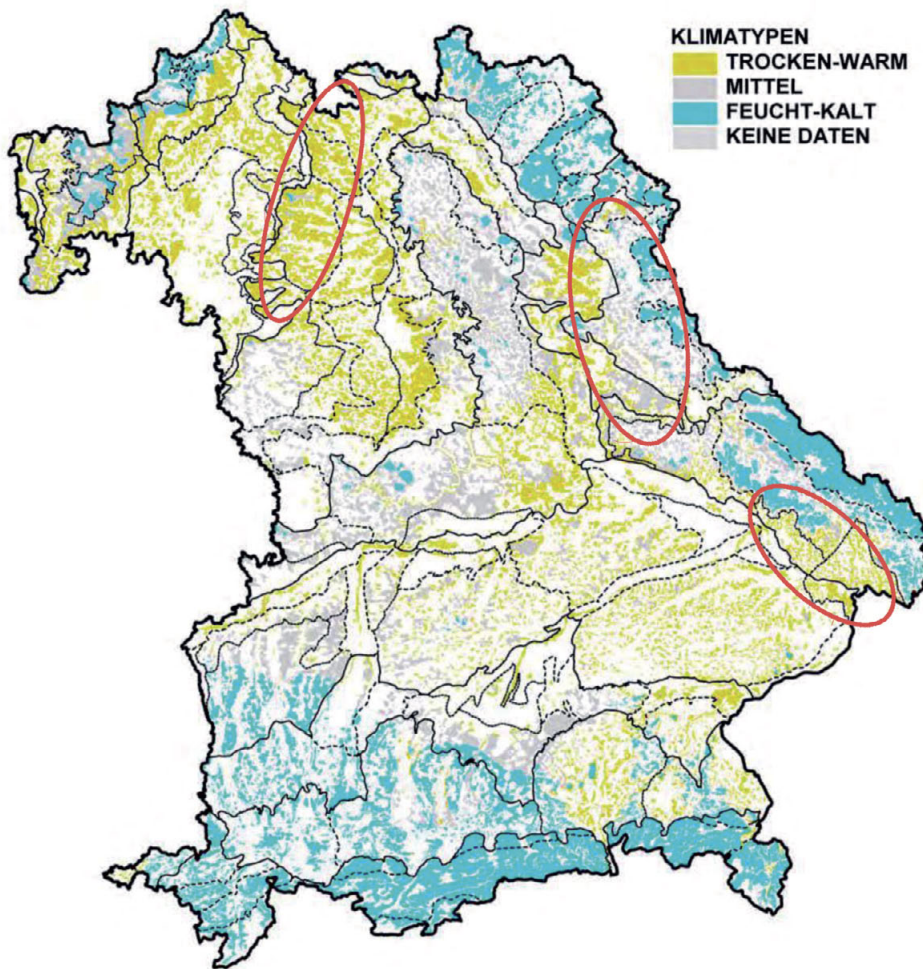 KLIMATYPEN
TROCKEN-WARM
MITTEL
FEUCHT-KALT
KEINE DATEN